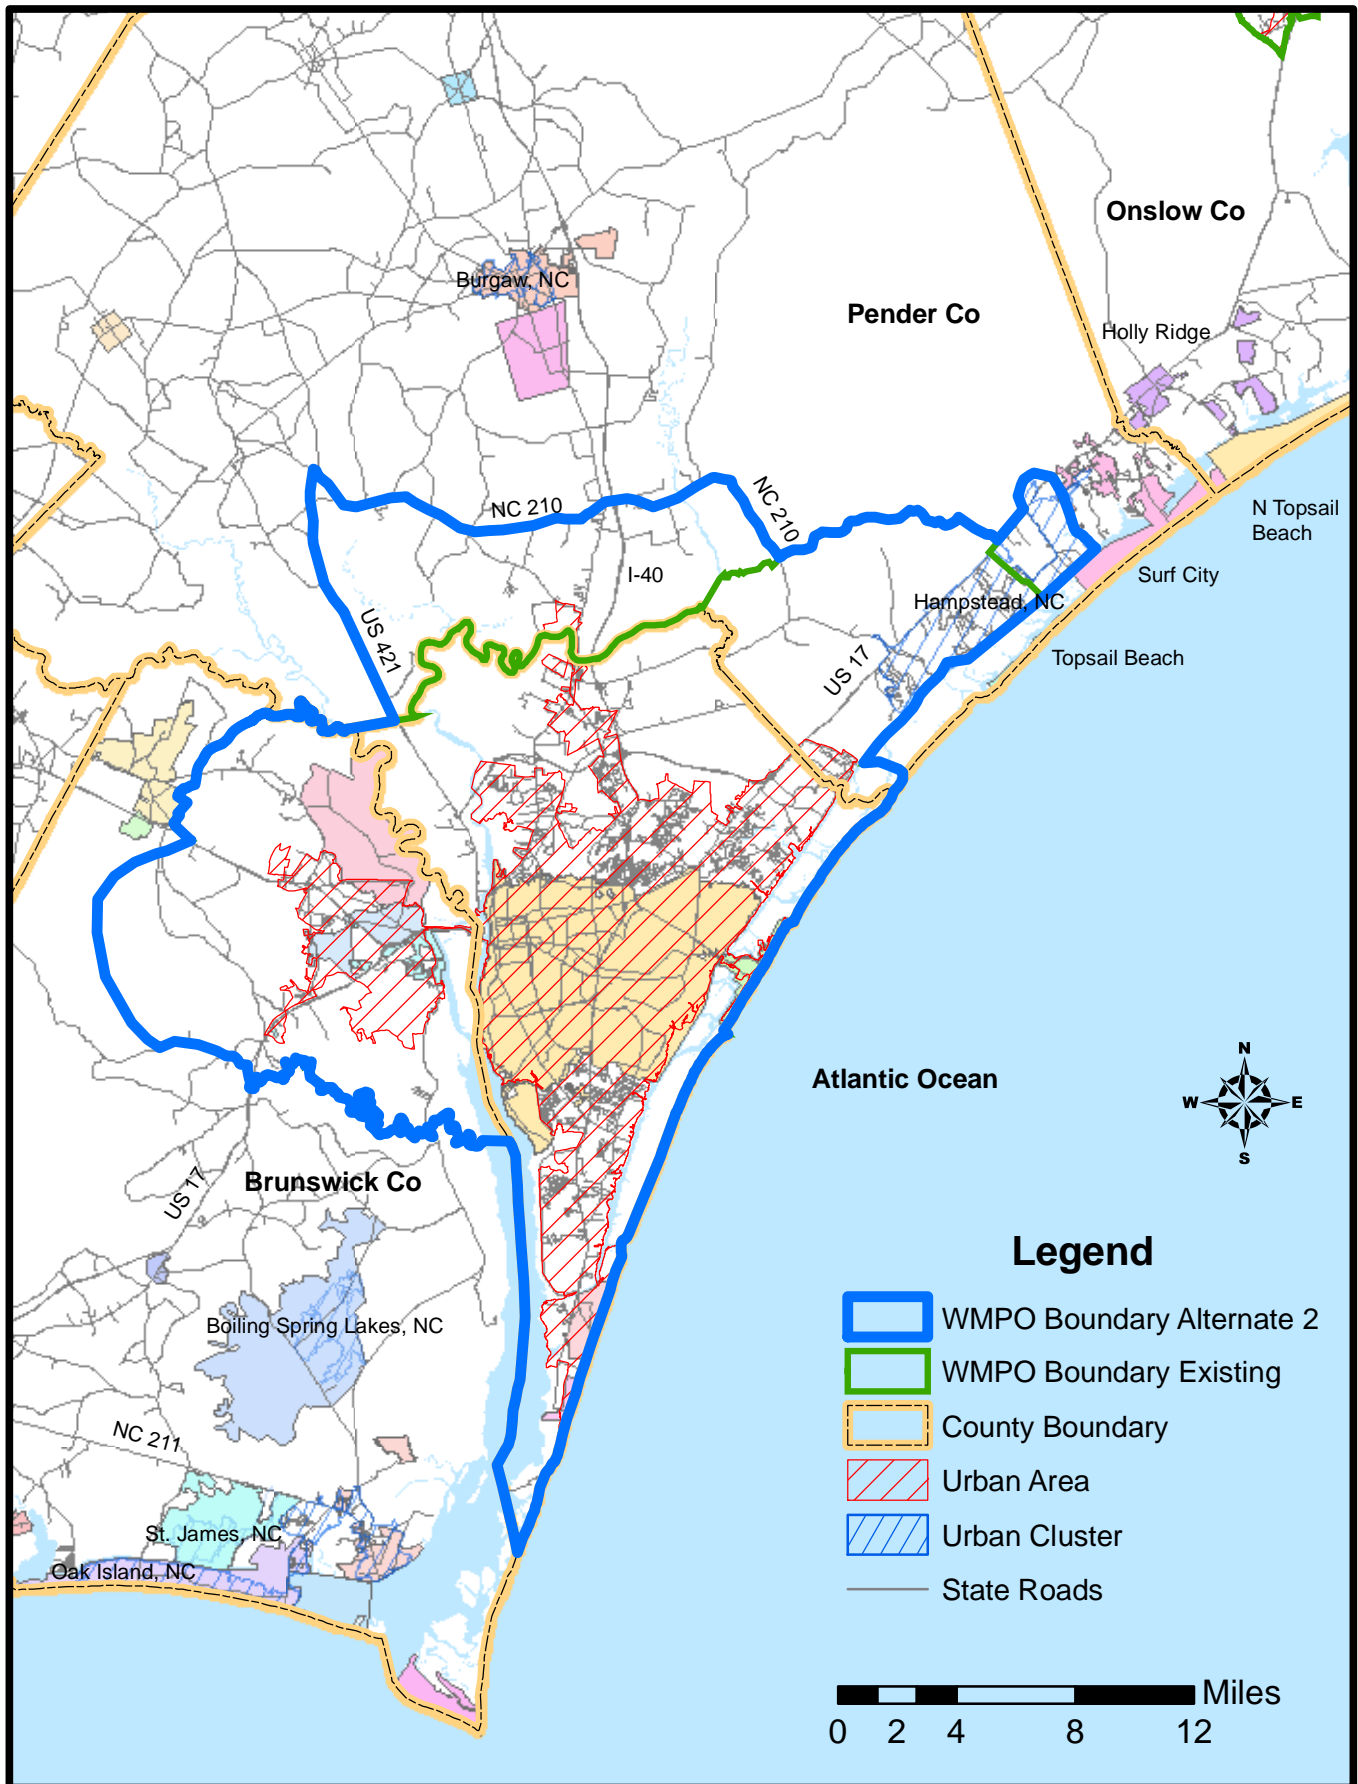 Onslow Co
Burgaw, NC
Pender Co
Holly Ridge
NC 210
NC 210
N Topsail
Beach
I-40
Surf City
Hampstead, NC
US 421
Topsail Beach
US 17
Atlantic Ocean
N
W
E
S
Brunswick Co
US 17
Legend
WMPO Boundary Alternate 2
Boiling Spring Lakes, NC
WMPO Boundary Existing
County Boundary
NC 211
Urban Area
St. James, NC
Urban Cluster
Oak Island, NC
State Roads
Miles
0 2 4 8 12